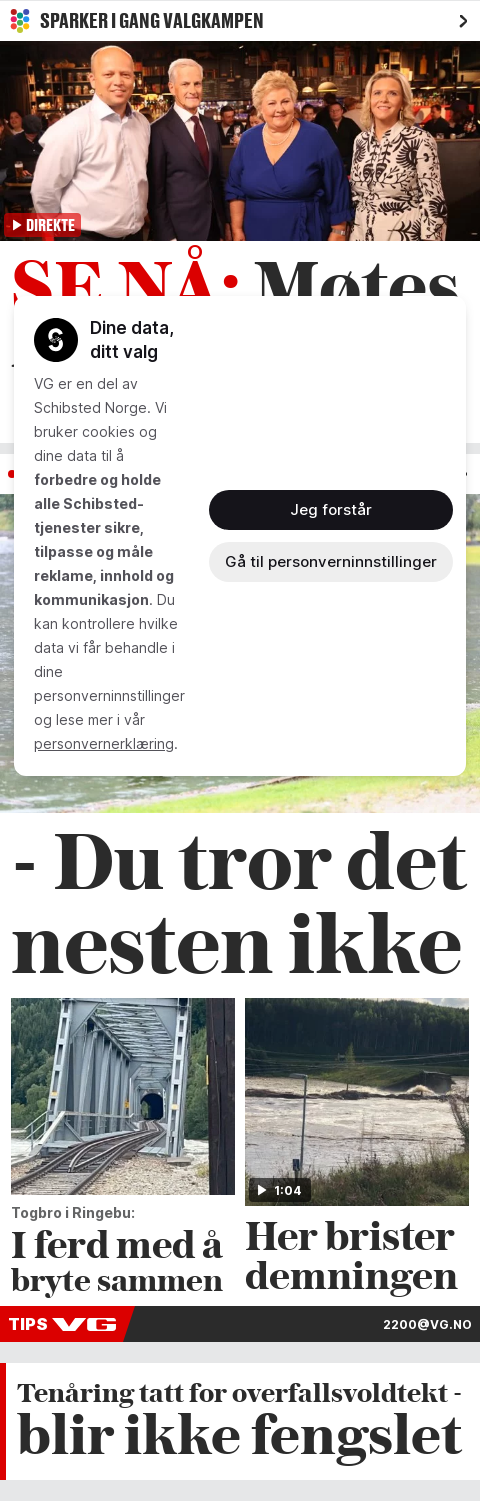 SPARKER I GANG VALGKAMPEN
DIREKTE
SE NÅ: Møtes
Dine data,
ditt valg
VG er en del av
Schibsted Norge. Vi
bruker cookies og
dine data til å
forbedre og holde
alle Schibsted-
tjenester sikre,
tilpasse og måle
reklame, innhold og
kommunikasjon. Du
kan kontrollere hvilke
data vi får behandle i
dine
personverninnstillinger
og lese mer i vår
personvernerklæring.
Jeg forstår
Gå til personverninnstillinger
- Du tror det
nesten ikke
1:04
Togbro i Ringebu:
I ferd med å
bryte sammen
Her brister
demningen
TIPS VG
2200@VG.NO
Tenåring tatt for overfallsvoldtekt -
blir ikke fengslet